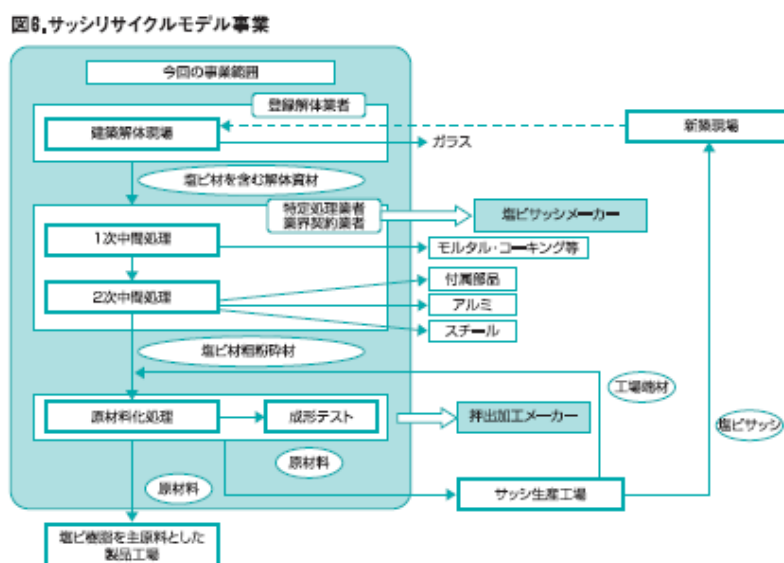 図6.サッシリサイクルモデル事業
今回の事業範囲
登録解体業者
建築解体現場
新築現場
ガラス
塩ビ材を含む解体資材
特定処理業者
業界契約業者
塩ビサッシメーカー
1次中間処理
モルタル・コーキング等
付属部品
2次中間処理
アルミ
スチール
塩ビ材粗粉砕材
工場端材
原材料化処理
成形テスト
押出加工メーカー
塩ビサッシ
原材料
原材料
サッシ生産工場
塩ビ樹脂を主原料とした
製品工場